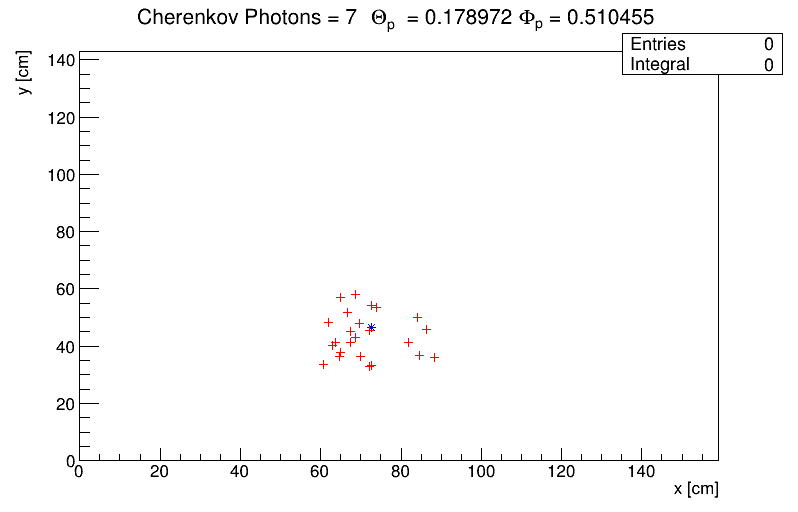 Cherenkov Photons = 7 Θp = 0.178972 Φp = 0.510455
Entries 0
Integral 0
y [cm]
140
120
100
80
60
40
20
0
0 20 40 60 80 100 120 140
x [cm]